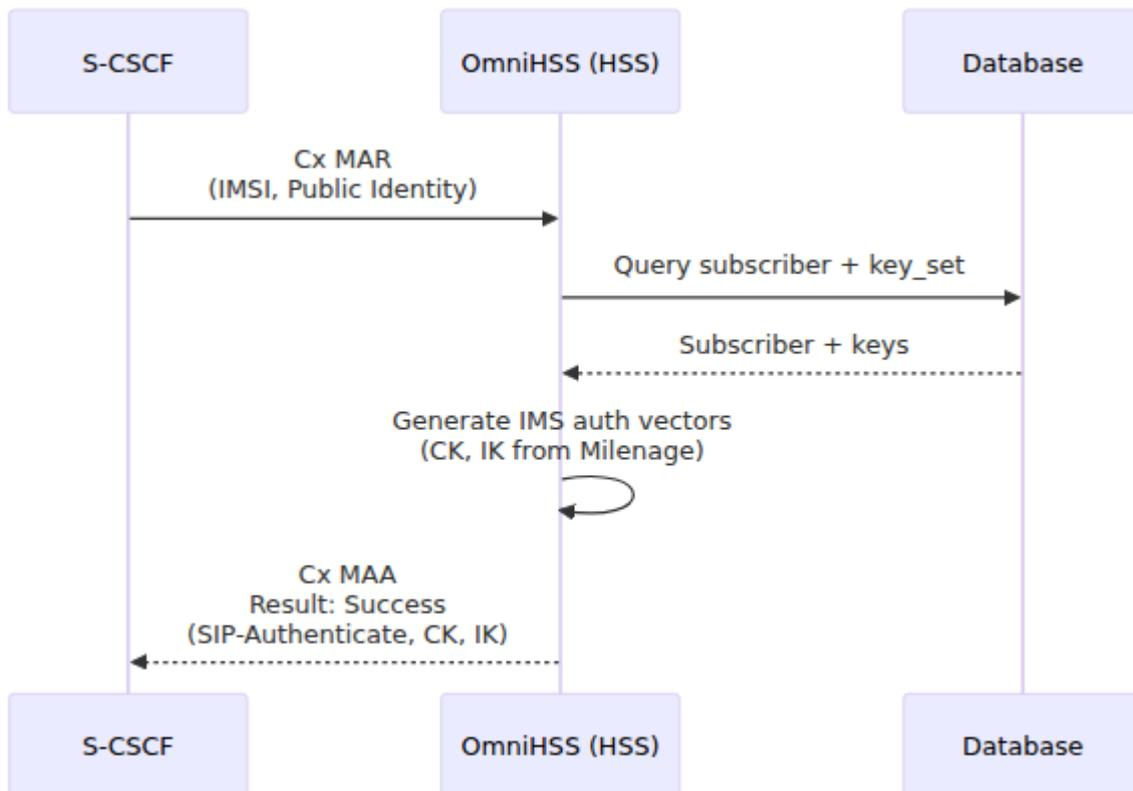 S-CSCF
OmniHSS (HSS)
Database
Cx MAR
(IMSI, Public Identity)
Query subscriber + key_set
Subscriber + keys
Generate IMS auth vectors
(CK, IK from Milenage)
Cx MAA
Result: Success
(SIP-Authenticate, CK, IK)
S-CSCF
OmniHSS (HSS)
Database